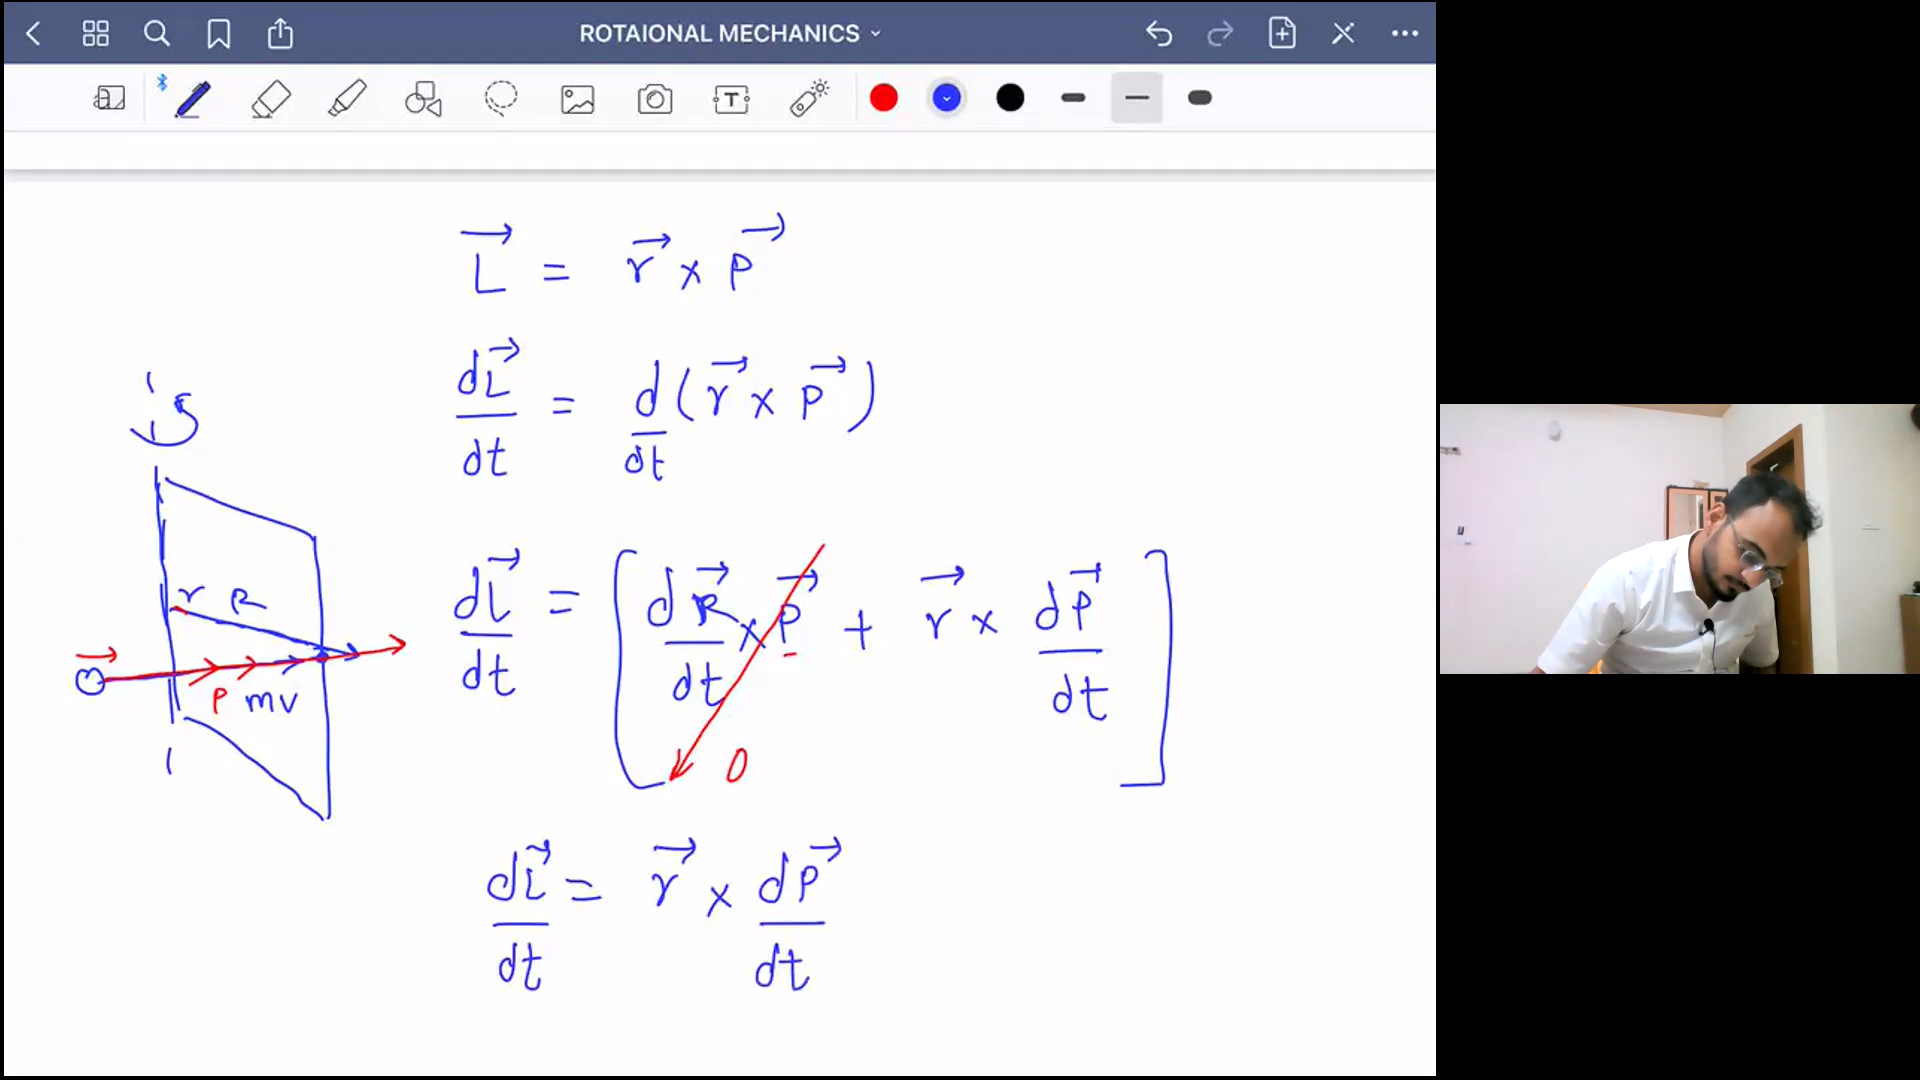 ROTAIONAL MECHANICS
T
L⃗ = r⃗ × P⃗
dL⃗/dt = d/dt (r⃗ × P⃗)
dL⃗/dt = [dR⃗/dt × P⃗ + r⃗ × dP⃗/dt]
0
r R
P mv
dL⃗/dt = r⃗ × dP⃗/dt